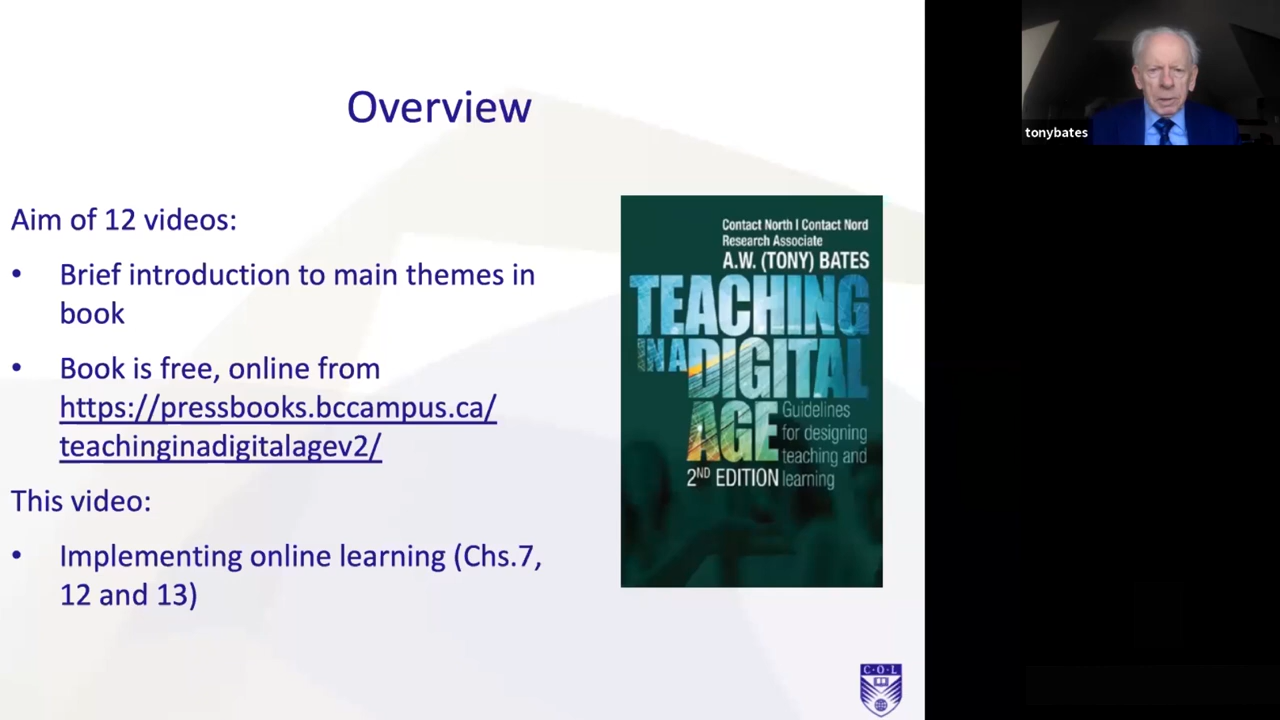 Overview
Aim of 12 videos:
• Brief introduction to main themes in
book
• Book is free, online from
https://pressbooks.bccampus.ca/
teachinginadigitalagev2/
This video:
• Implementing online learning (Chs.7,
12 and 13)
Contact North I Contact Nord
Research Associate
A.W. (TONY) BATES
TEACHING
IN A DIGITAL
AGE
Guidelines
for designing
teaching and
learning
2ND EDITION
C·O·L
tonybates